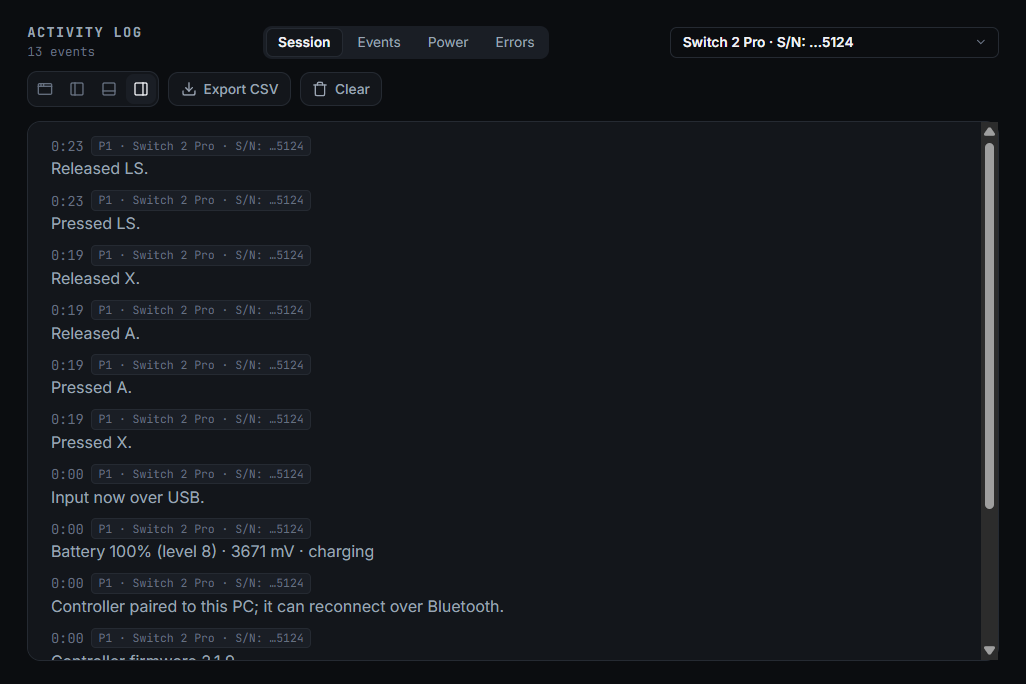 ACTIVITY LOG
13 events
Session Events Power Errors
Switch 2 Pro · S/N: ...5124
Export CSV
Clear
0:23 P1 · Switch 2 Pro · S/N: …5124
Released LS.
0:23 P1 · Switch 2 Pro · S/N: …5124
Pressed LS.
0:19 P1 · Switch 2 Pro · S/N: …5124
Released X.
0:19 P1 · Switch 2 Pro · S/N: …5124
Released A.
0:19 P1 · Switch 2 Pro · S/N: …5124
Pressed A.
0:19 P1 · Switch 2 Pro · S/N: …5124
Pressed X.
0:00 P1 · Switch 2 Pro · S/N: …5124
Input now over USB.
0:00 P1 · Switch 2 Pro · S/N: …5124
Battery 100% (level 8) · 3671 mV · charging
0:00 P1 · Switch 2 Pro · S/N: …5124
Controller paired to this PC; it can reconnect over Bluetooth.
0:00 P1 · Switch 2 Pro · S/N: …5124
Controller firmware